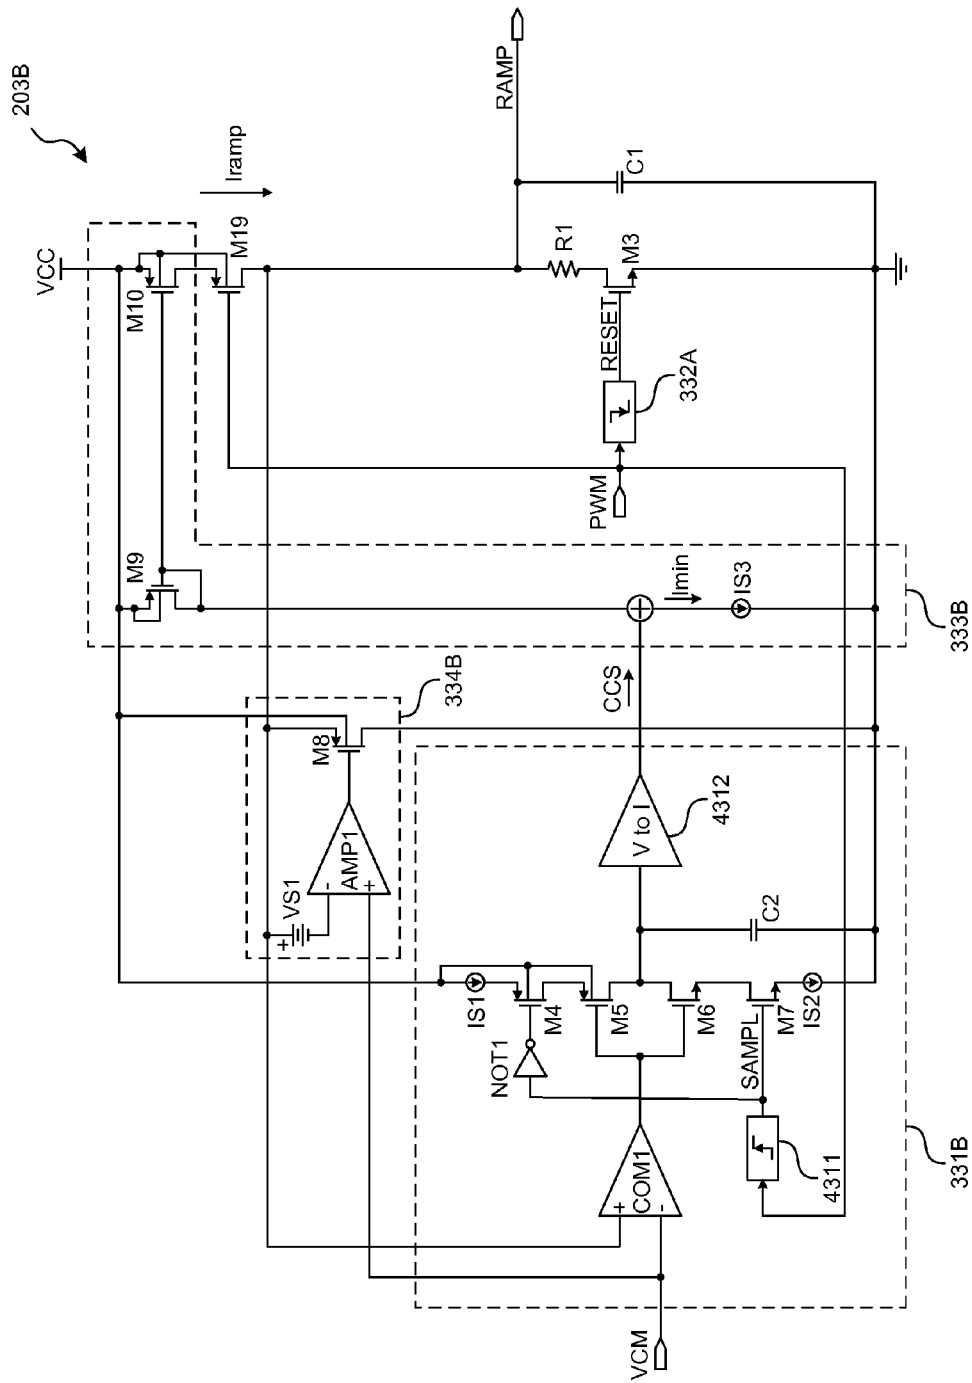 203B
VCC
Iramp
M10
M19
RAMP
C1
R1
M3
RESET
332A
PWM
M9
Imin
IS3
333B
334B
M8
CCS
AMP1
-
+
VS1
+
V to I
4312
C2
IS1
M4
M5
M6
M7
IS2
NOT1
SAMPL
COM1
+
-
4311
331B
VCM